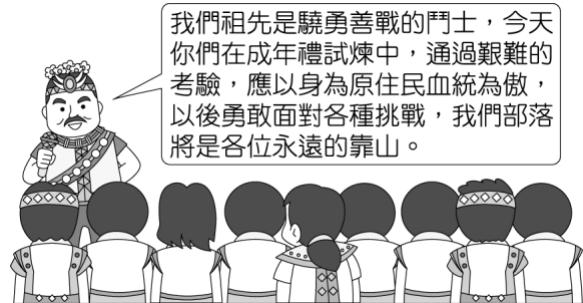 我們祖先是驍勇善戰的鬥士，今天
你們在成年禮試煉中，通過艱難的
考驗，應以身為原住民血統為傲，
以後勇敢面對各種挑戰，我們部落
將是各位永遠的靠山。